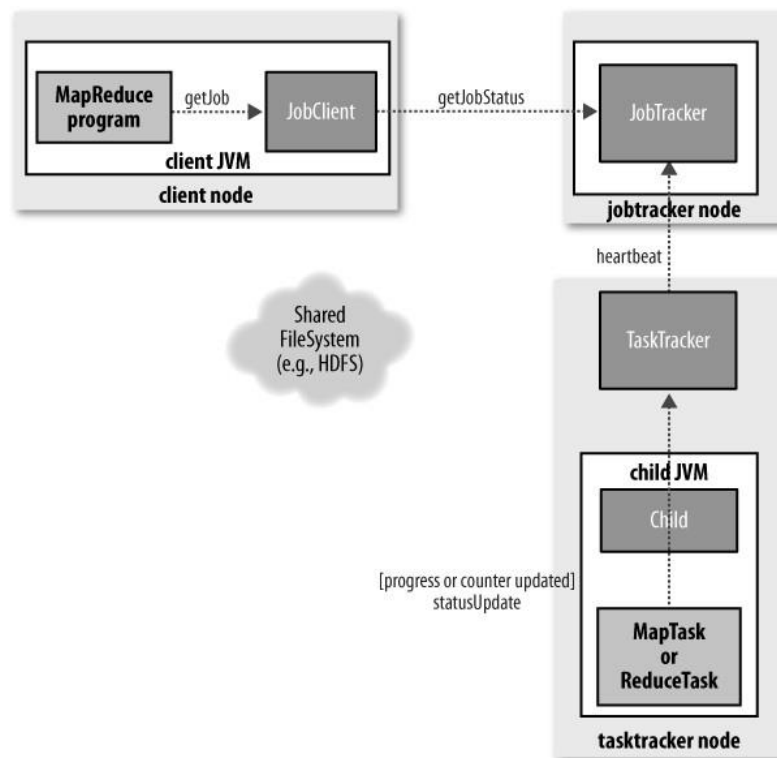 MapReduce
program
getJob
JobClient
client JVM
client node
getJobStatus
JobTracker
jobtracker node
heartbeat
Shared
FileSystem
(e.g., HDFS)
TaskTracker
child JVM
Child
[progress or counter updated]
statusUpdate
MapTask
or
ReduceTask
tasktracker node